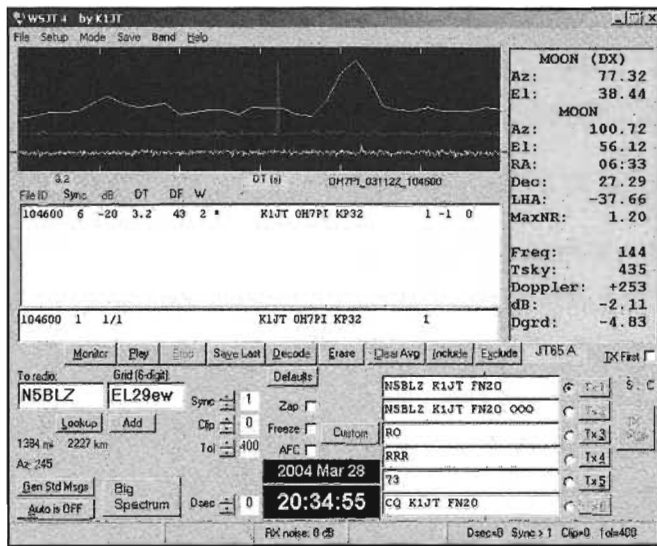 WSJT 4 by K1JT
File Setup Mode Save Band Help
3.2 DT (s) OH7PI_031122_104600
File ID Sync dB DT DF W
104600 6 -20 3.2 43 2 * K1JT OH7PI KP32 1 -1 0
104600 1 1/1 K1JT OH7PI KP32 1
MOON (DX)
Az: 77.32
El: 38.44
MOON
Az: 100.72
El: 56.12
RA: 06:33
Dec: 27.29
LHA: -37.66
MaxNR: 1.20
Freq: 144
Tsky: 435
Doppler: +253
dB: -2.11
Dgrd: -4.83
Monitor Play Stop Save Last Decode Erase Clear Avg Include Exclude JT65A TX First
To radio: Grid (6-digit)
N5BLZ EL29ew
Lookup Add
1384 mi 2227 km
Az: 245
Gen Std Msgs
Auto is OFF
Big Spectrum
Defaults
Sync 1
Clip 0
Tol 400
Zap
Freeze
AFC
Custom
2004 Mar 28
20:34:55
Dsec 0
N5BLZ K1JT FN20 Tx1
N5BLZ K1JT FN20 OOO
RO Tx3
RRR Tx4
73 Tx5
CQ K1JT FN20
RX noise: 0 dB Dsec=0 Sync > 1 Clip=0 Tol=400